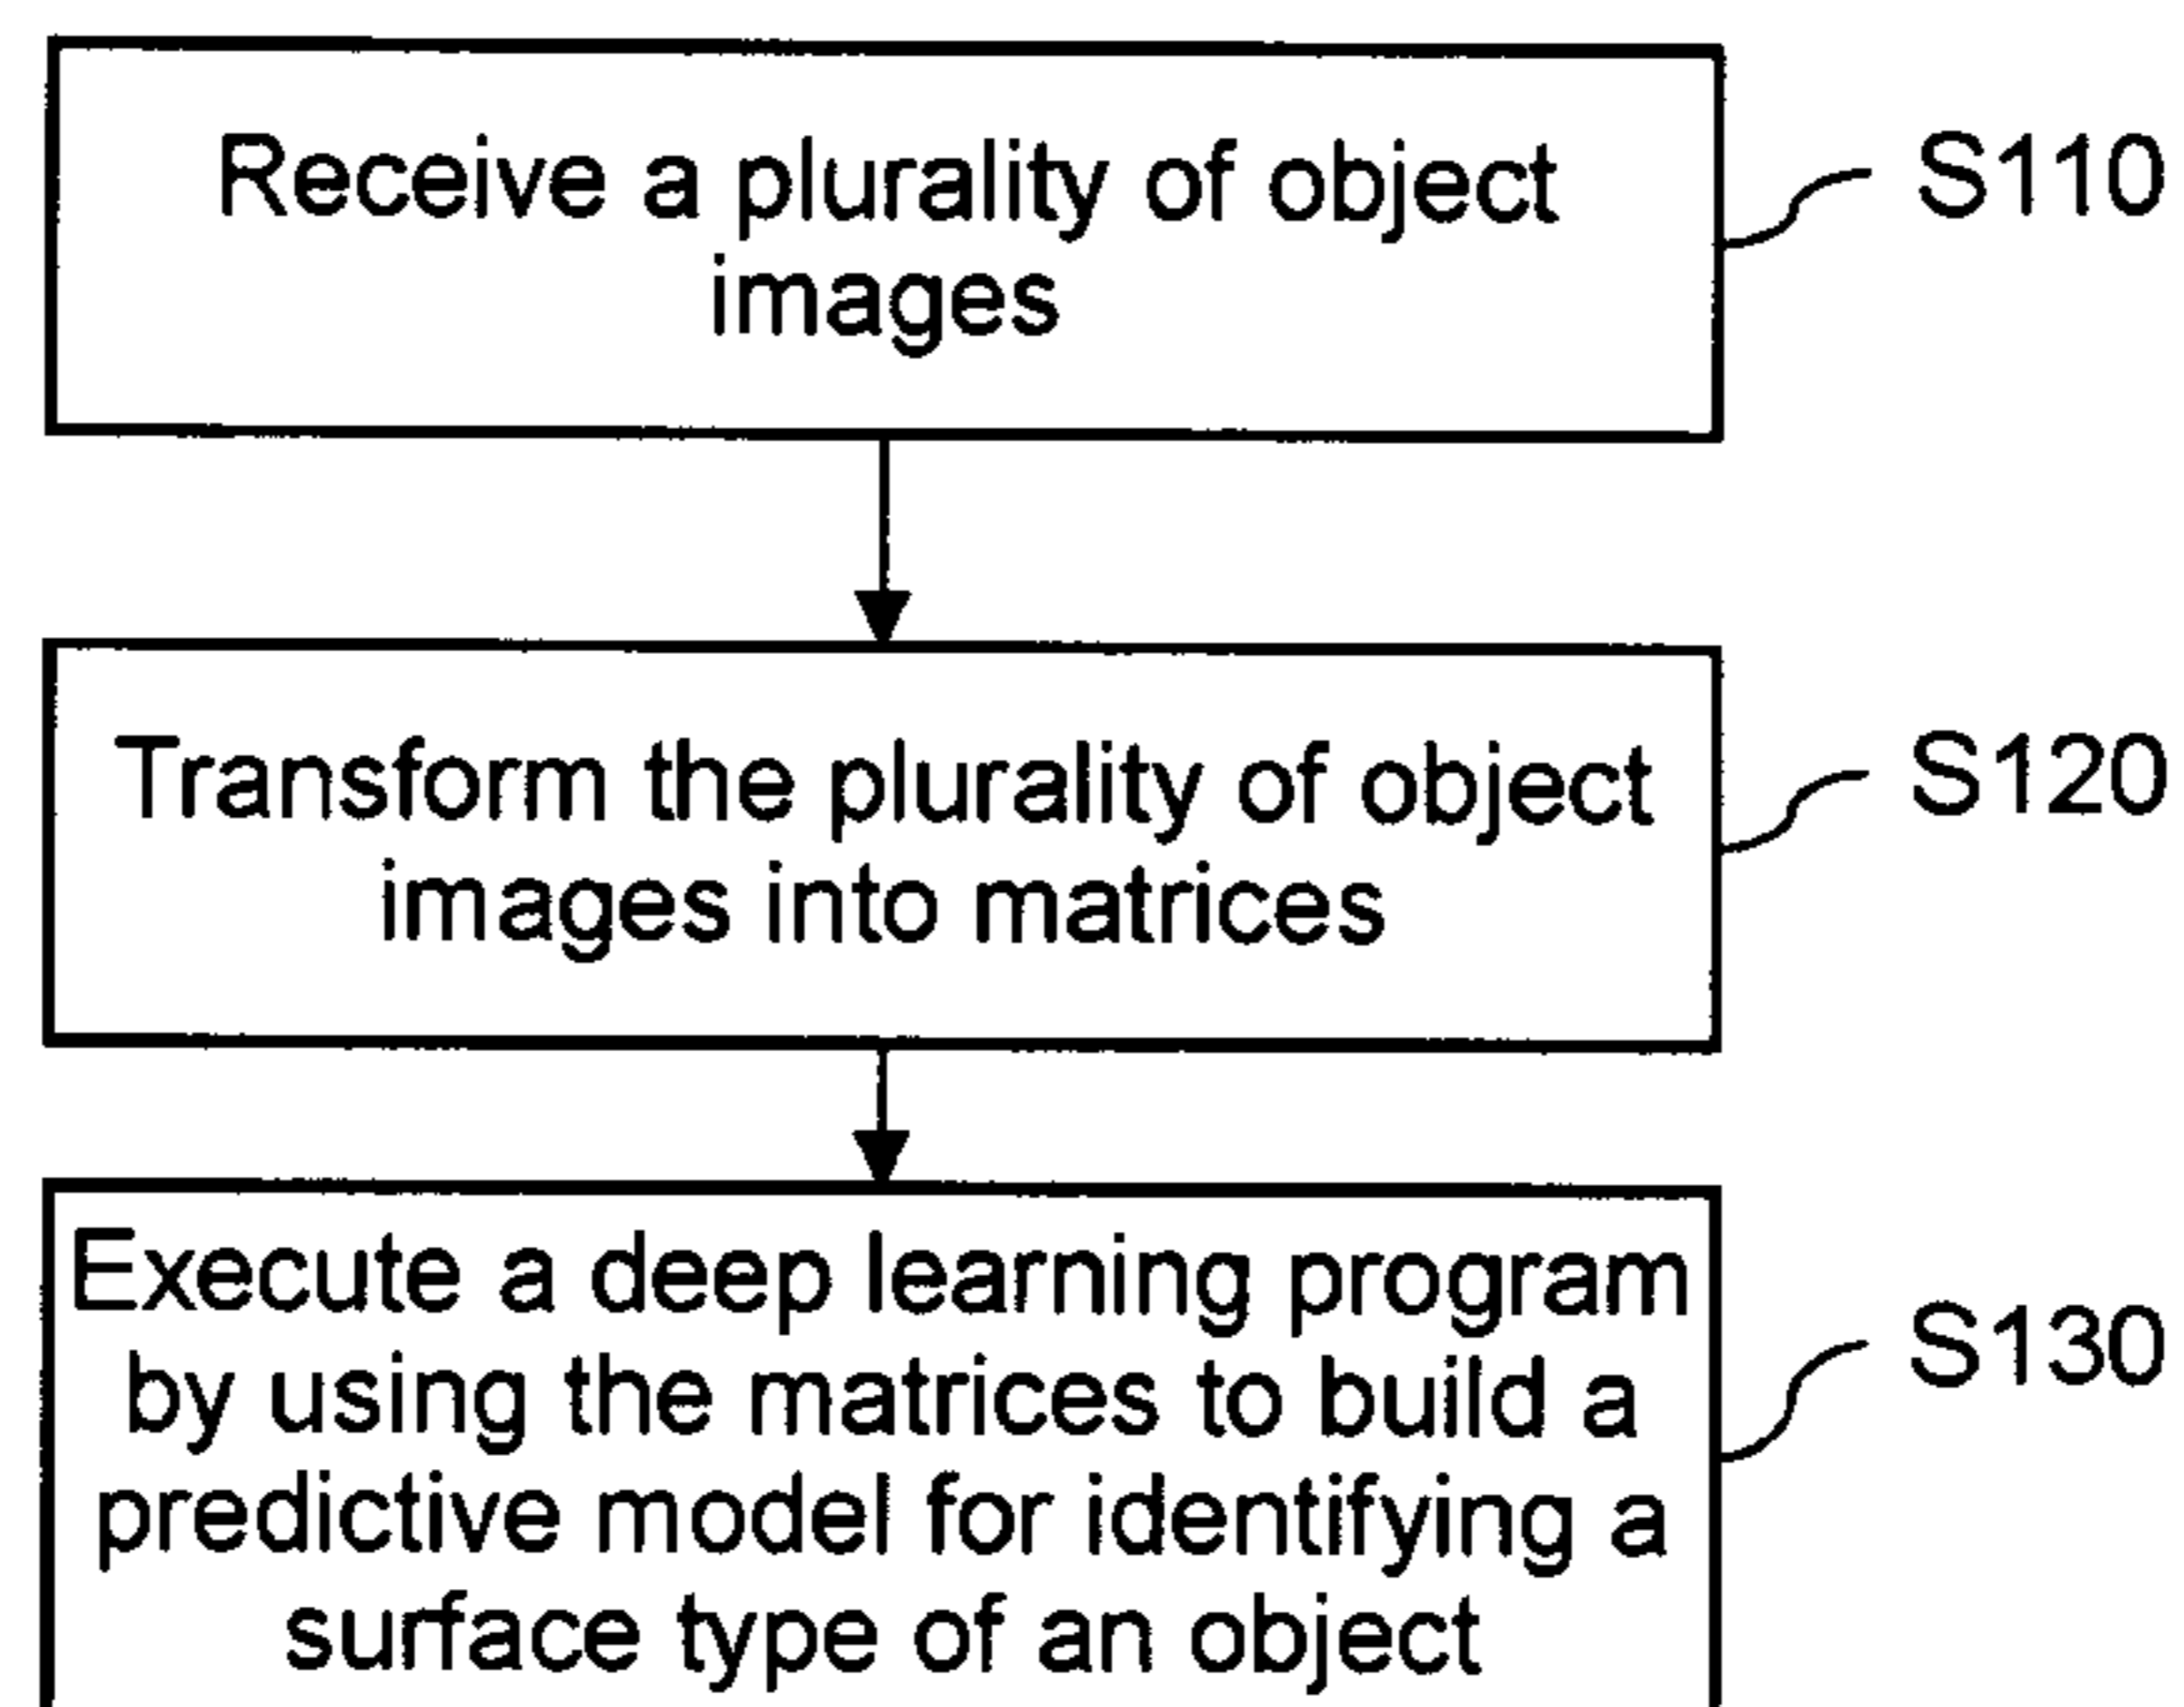 Receive a plurality of object
images
S110
Transform the plurality of object
images into matrices
S120
Execute a deep learning program
by using the matrices to build a
predictive model for identifying a
surface type of an object
S130